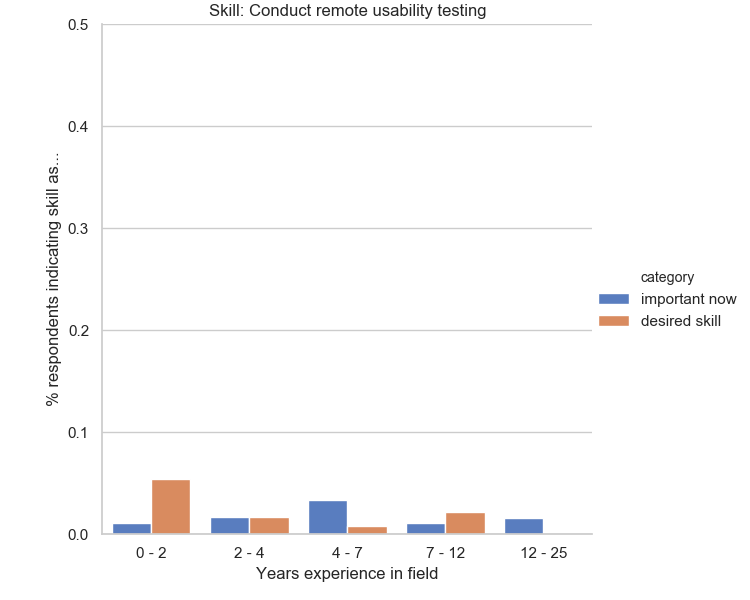 Skill: Conduct remote usability testing
0.5
0.4
0.3
0.2
0.1
0.0
% respondents indicating skill as...
0 - 2
2 - 4
4 - 7
7 - 12
12 - 25
Years experience in field
category
important now
desired skill